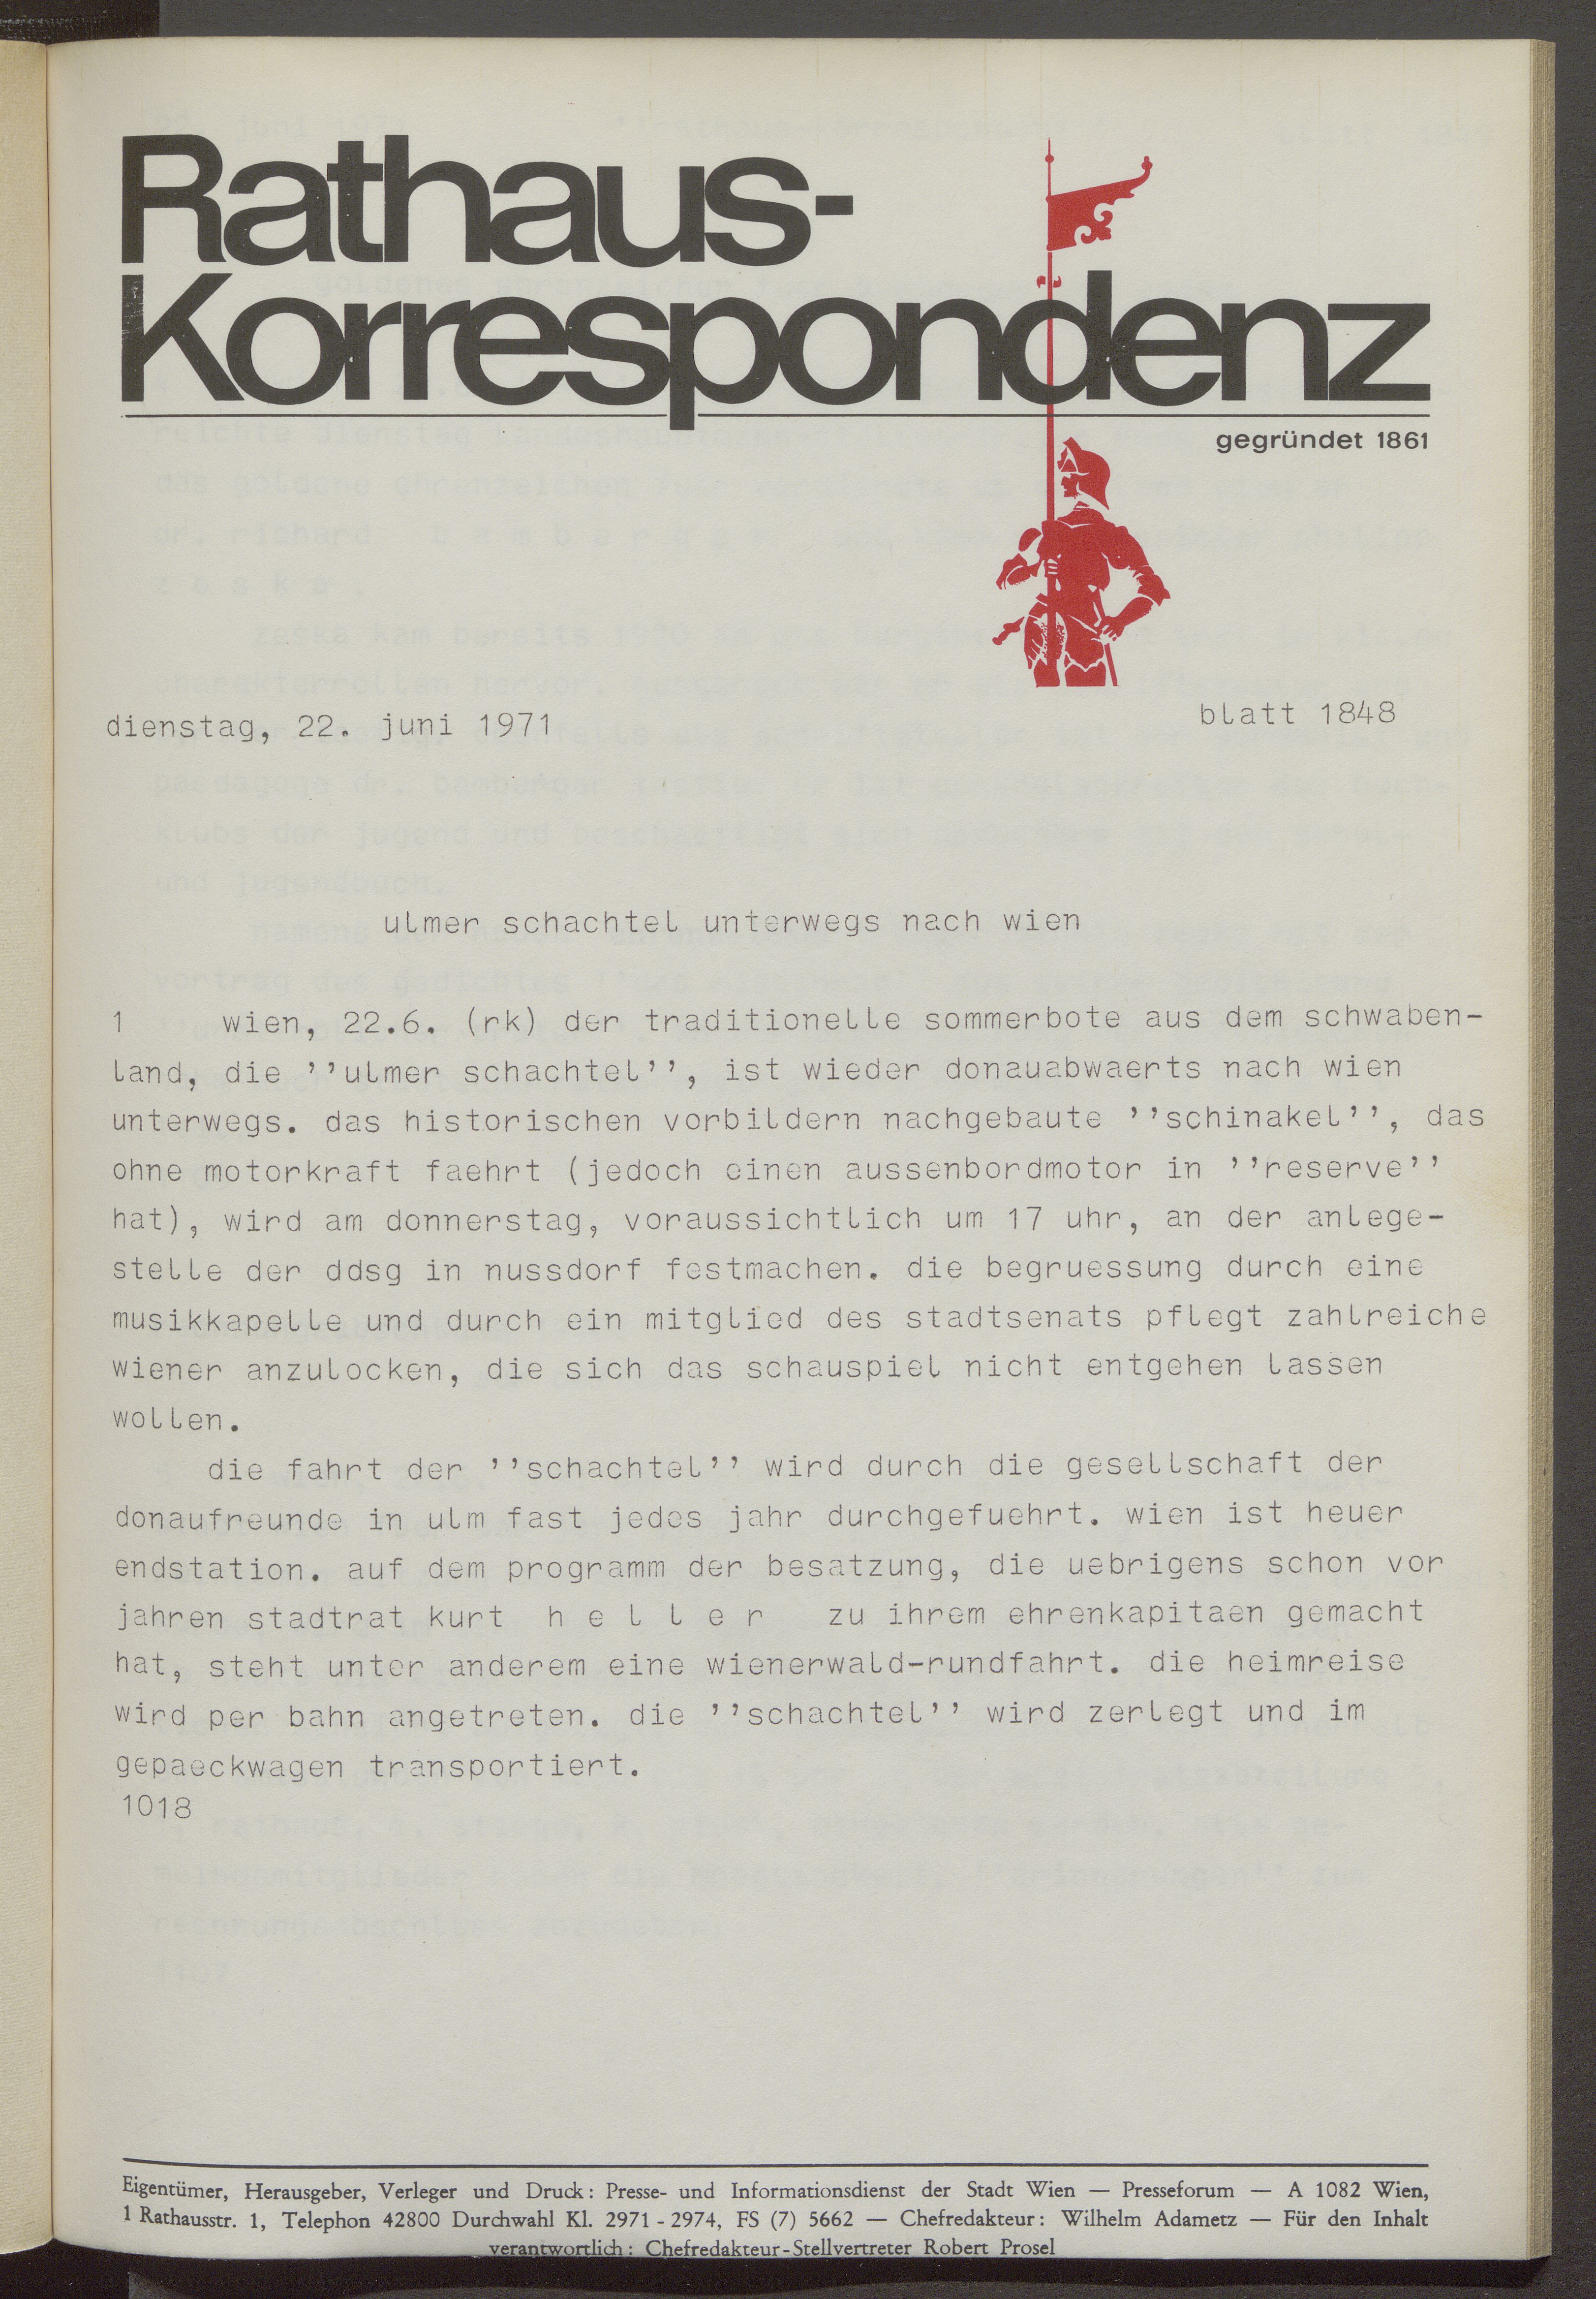 Rathaus-
Korrespondenz
gegründet 1861
dienstag, 22. juni 1971 blatt 1848
ulmer schachtel unterwegs nach wien
1 wien, 22.6. (rk) der traditionelle sommerbote aus dem schwaben-
land, die ''ulmer schachtel'', ist wieder donauabwaerts nach wien
unterwegs. das historischen vorbildern nachgebaute ''schinakel'', das
ohne motorkraft faehrt (jedoch einen aussenbordmotor in ''reserve''
hat), wird am donnerstag, voraussichtlich um 17 uhr, an der anlege-
stelle der ddsg in nussdorf festmachen. die begruessung durch eine
musikkapelle und durch ein mitglied des stadtsenats pflegt zahlreiche
wiener anzulocken, die sich das schauspiel nicht entgehen lassen
wollen.
die fahrt der ''schachtel'' wird durch die gesellschaft der
donaufreunde in ulm fast jedes jahr durchgefuehrt. wien ist heuer
endstation. auf dem programm der besatzung, die uebrigens schon vor
jahren stadtrat kurt h e l l e r zu ihrem ehrenkapitaen gemacht
hat, steht unter anderem eine wienerwald-rundfahrt. die heimreise
wird per bahn angetreten. die ''schachtel'' wird zerlegt und im
gepaeckwagen transportiert.
1018
Eigentümer, Herausgeber, Verleger und Druck: Presse- und Informationsdienst der Stadt Wien — Presseforum — A 1082 Wien,
1 Rathausstr. 1, Telephon 42800 Durchwahl Kl. 2971 - 2974, FS (7) 5662 — Chefredakteur: Wilhelm Adametz — Für den Inhalt
verantwortlich: Chefredakteur-Stellvertreter Robert Prosel